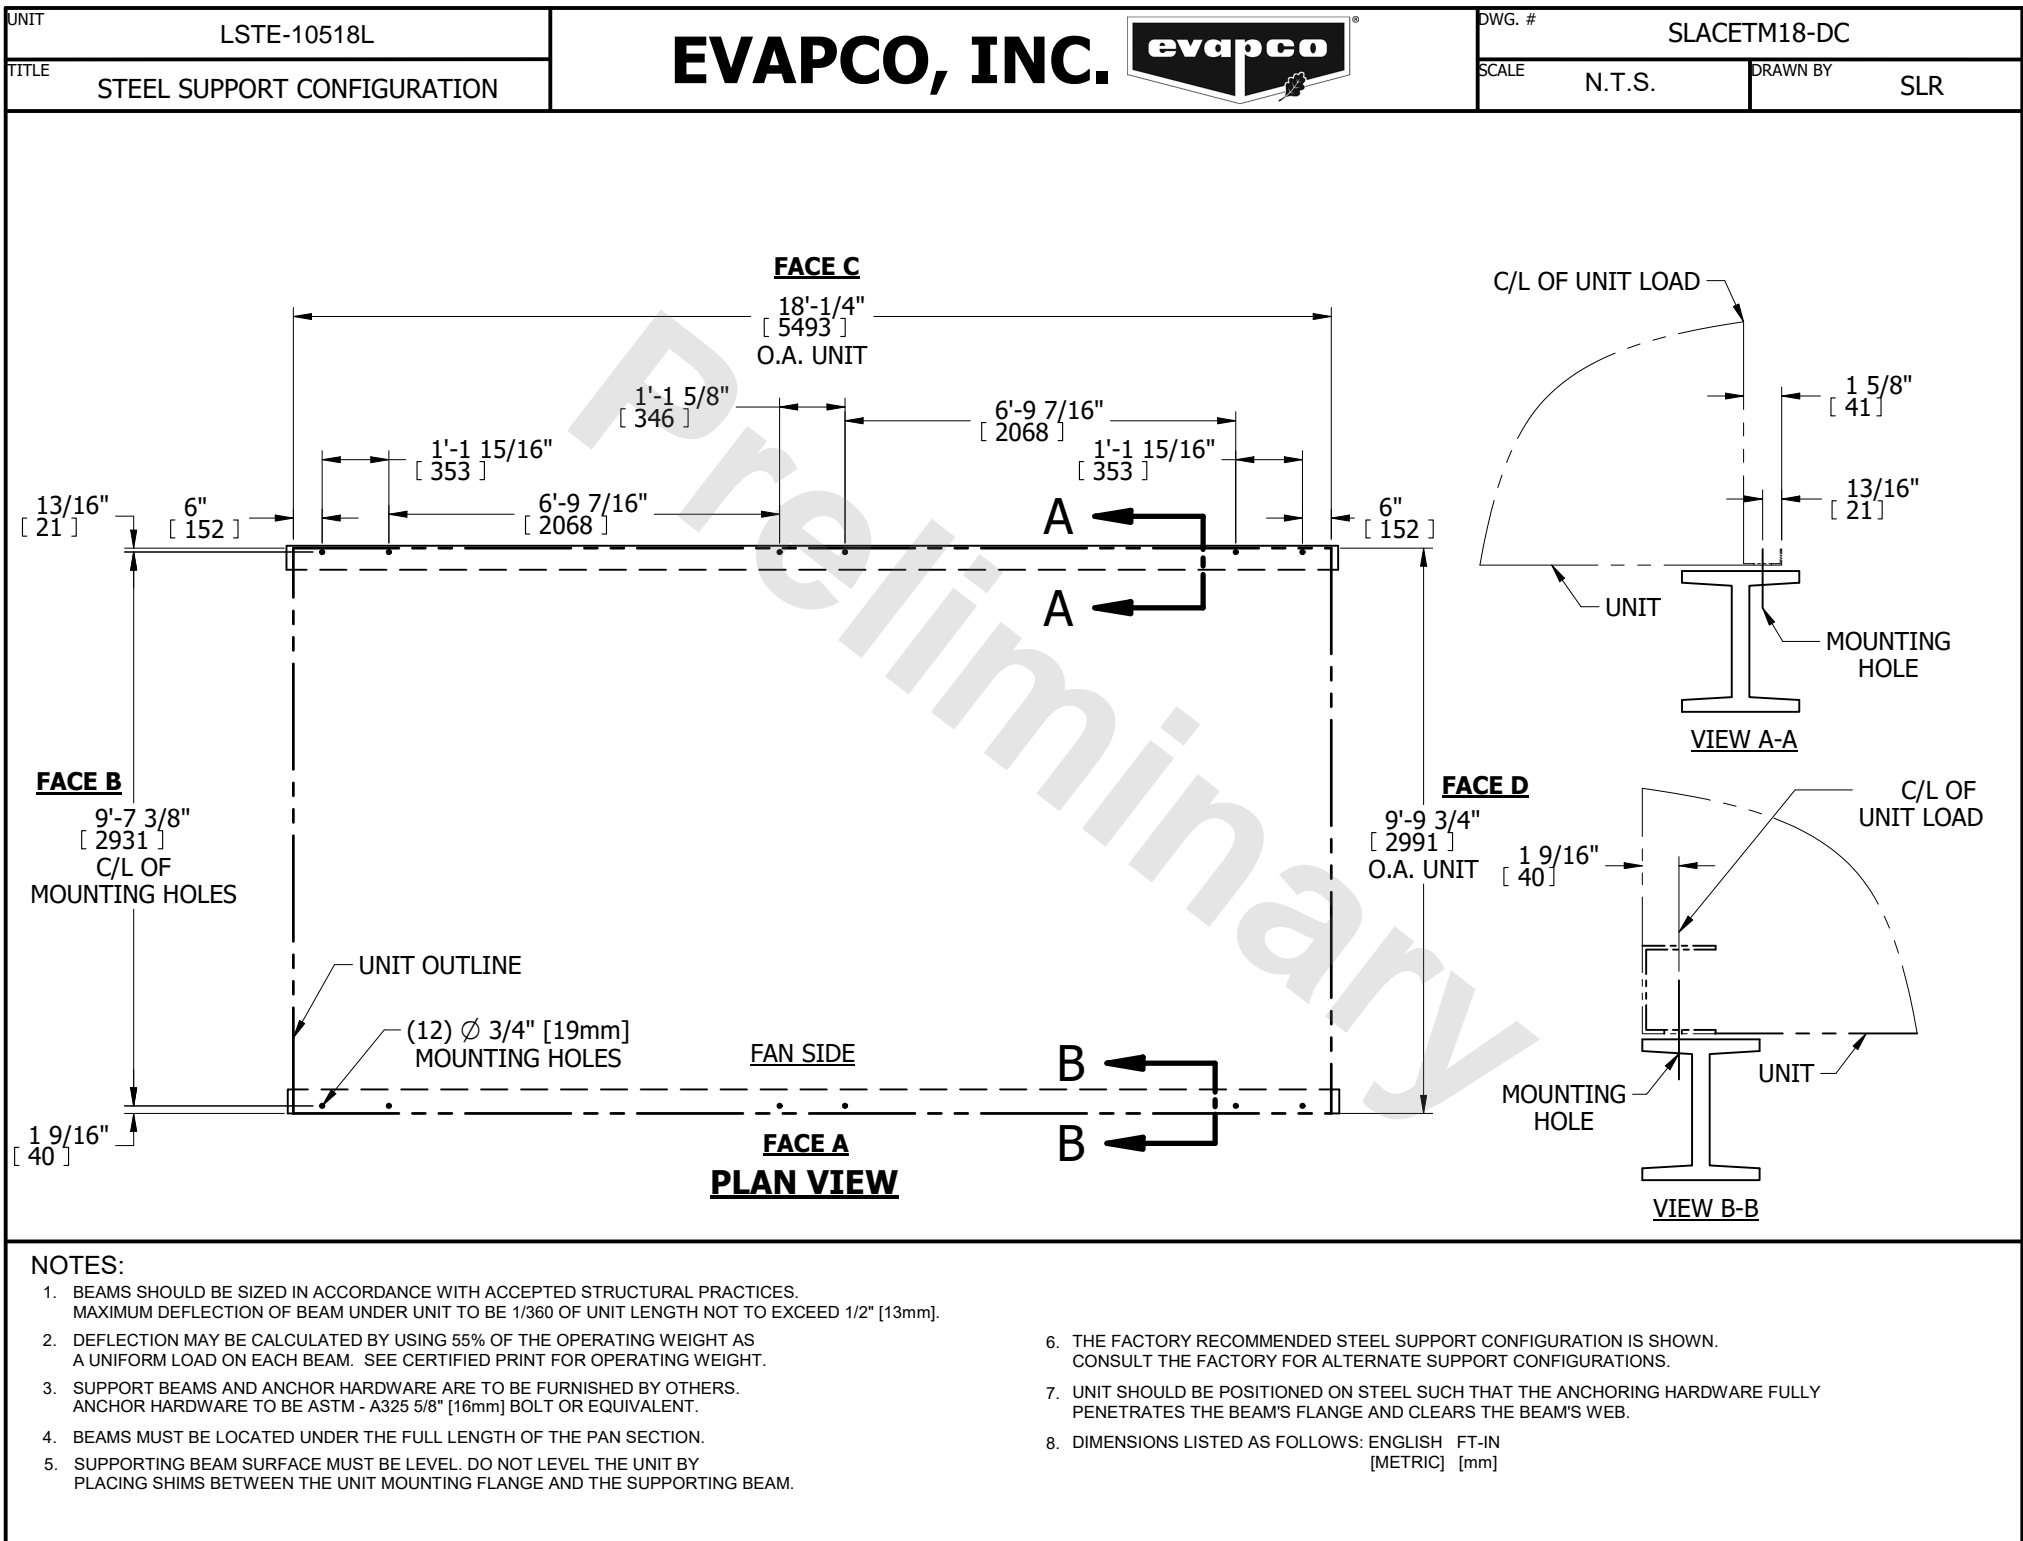 UNIT
LSTE-10518L
TITLE
STEEL SUPPORT CONFIGURATION
EVAPCO, INC.
evapco
®
DWG. #
SLACETM18-DC
SCALE
N.T.S.
DRAWN BY
SLR
FACE C
18'-1/4"
[ 5493 ]
O.A. UNIT
1'-1 5/8"
[ 346 ]
6'-9 7/16"
[ 2068 ]
1'-1 15/16"
[ 353 ]
1'-1 15/16"
[ 353 ]
13/16"
[ 21 ]
6"
[ 152 ]
6'-9 7/16"
[ 2068 ]
6"
[ 152 ]
A
A
FACE B
9'-7 3/8"
[ 2931 ]
C/L OF
MOUNTING HOLES
FACE D
9'-9 3/4"
[ 2991 ]
O.A. UNIT
UNIT OUTLINE
(12) Ø 3/4" [19mm]
MOUNTING HOLES
FAN SIDE
B
B
1 9/16"
[ 40 ]
FACE A
PLAN VIEW
Preliminary
C/L OF UNIT LOAD
1 5/8"
[ 41 ]
13/16"
[ 21 ]
UNIT
MOUNTING
HOLE
VIEW A-A
C/L OF
UNIT LOAD
1 9/16"
[ 40 ]
UNIT
MOUNTING
HOLE
VIEW B-B
NOTES:
1. BEAMS SHOULD BE SIZED IN ACCORDANCE WITH ACCEPTED STRUCTURAL PRACTICES.
MAXIMUM DEFLECTION OF BEAM UNDER UNIT TO BE 1/360 OF UNIT LENGTH NOT TO EXCEED 1/2" [13mm].
2. DEFLECTION MAY BE CALCULATED BY USING 55% OF THE OPERATING WEIGHT AS
A UNIFORM LOAD ON EACH BEAM. SEE CERTIFIED PRINT FOR OPERATING WEIGHT.
3. SUPPORT BEAMS AND ANCHOR HARDWARE ARE TO BE FURNISHED BY OTHERS.
ANCHOR HARDWARE TO BE ASTM - A325 5/8" [16mm] BOLT OR EQUIVALENT.
4. BEAMS MUST BE LOCATED UNDER THE FULL LENGTH OF THE PAN SECTION.
5. SUPPORTING BEAM SURFACE MUST BE LEVEL. DO NOT LEVEL THE UNIT BY
PLACING SHIMS BETWEEN THE UNIT MOUNTING FLANGE AND THE SUPPORTING BEAM.
6. THE FACTORY RECOMMENDED STEEL SUPPORT CONFIGURATION IS SHOWN.
CONSULT THE FACTORY FOR ALTERNATE SUPPORT CONFIGURATIONS.
7. UNIT SHOULD BE POSITIONED ON STEEL SUCH THAT THE ANCHORING HARDWARE FULLY
PENETRATES THE BEAM'S FLANGE AND CLEARS THE BEAM'S WEB.
8. DIMENSIONS LISTED AS FOLLOWS: ENGLISH FT-IN
[METRIC] [mm]